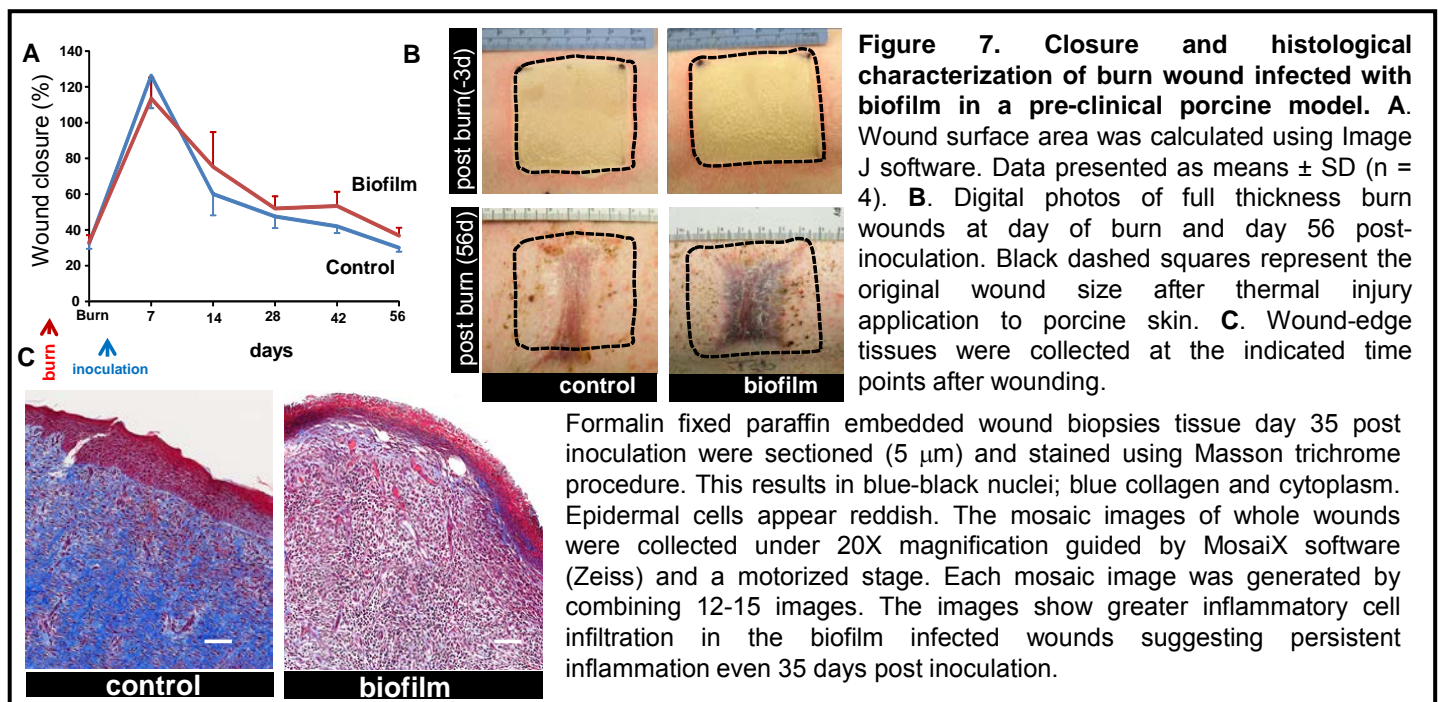 A
Wound closure (%)
140
120
100
80
60
40
20
0
Burn 7 14 28 42 56
days
Biofilm
Control
burn
inoculation
B
post burn(-3d)
post burn (56d)
control biofilm
C
control biofilm
Figure 7. Closure and histological
characterization of burn wound infected with
biofilm in a pre-clinical porcine model. A.
Wound surface area was calculated using Image
J software. Data presented as means ± SD (n =
4). B. Digital photos of full thickness burn
wounds at day of burn and day 56 post-
inoculation. Black dashed squares represent the
original wound size after thermal injury
application to porcine skin. C. Wound-edge
tissues were collected at the indicated time
points after wounding.
Formalin fixed paraffin embedded wound biopsies tissue day 35 post
inoculation were sectioned (5 μm) and stained using Masson trichrome
procedure. This results in blue-black nuclei; blue collagen and cytoplasm.
Epidermal cells appear reddish. The mosaic images of whole wounds
were collected under 20X magnification guided by MosaiX software
(Zeiss) and a motorized stage. Each mosaic image was generated by
combining 12-15 images. The images show greater inflammatory cell
infiltration in the biofilm infected wounds suggesting persistent
inflammation even 35 days post inoculation.